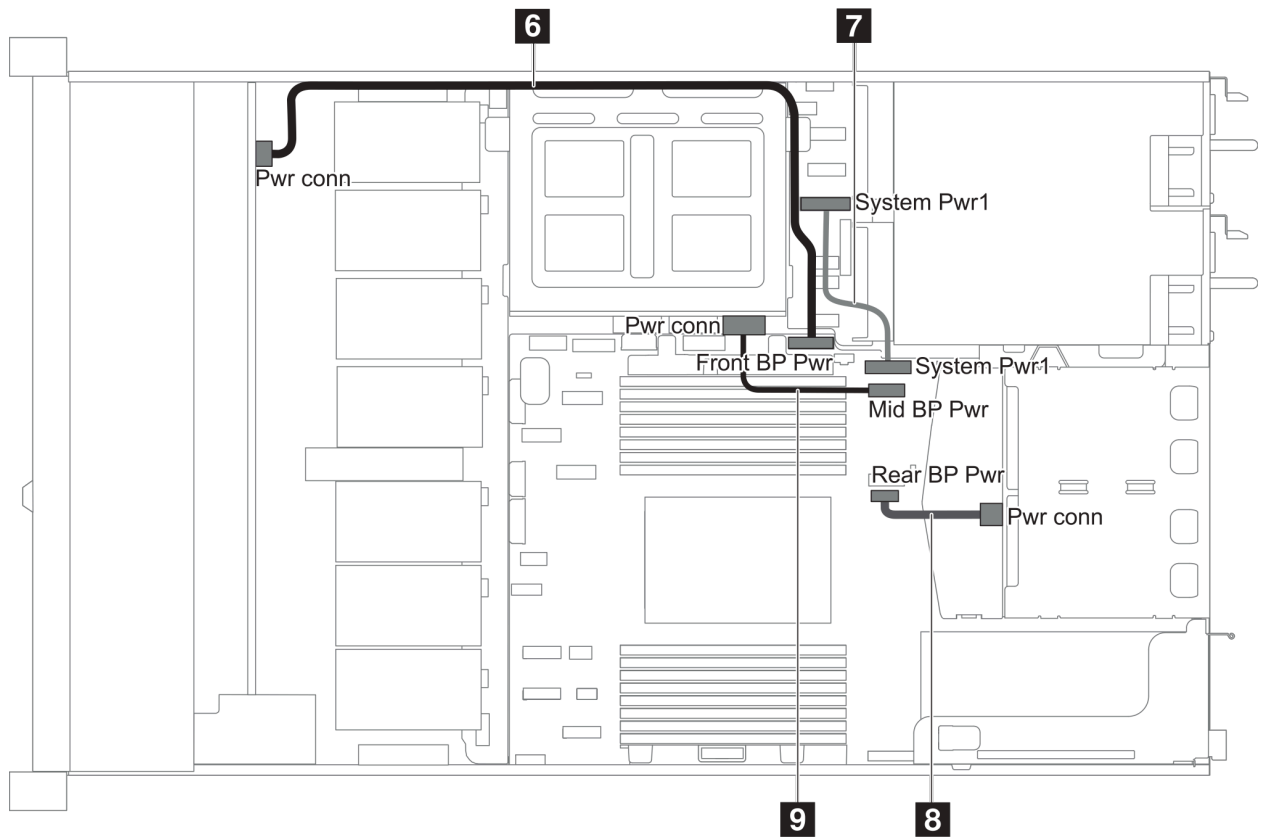 6
7
Pwr conn
System Pwr1
Pwr conn
Front BP Pwr
System Pwr1
Mid BP Pwr
Rear BP Pwr
Pwr conn
9
8